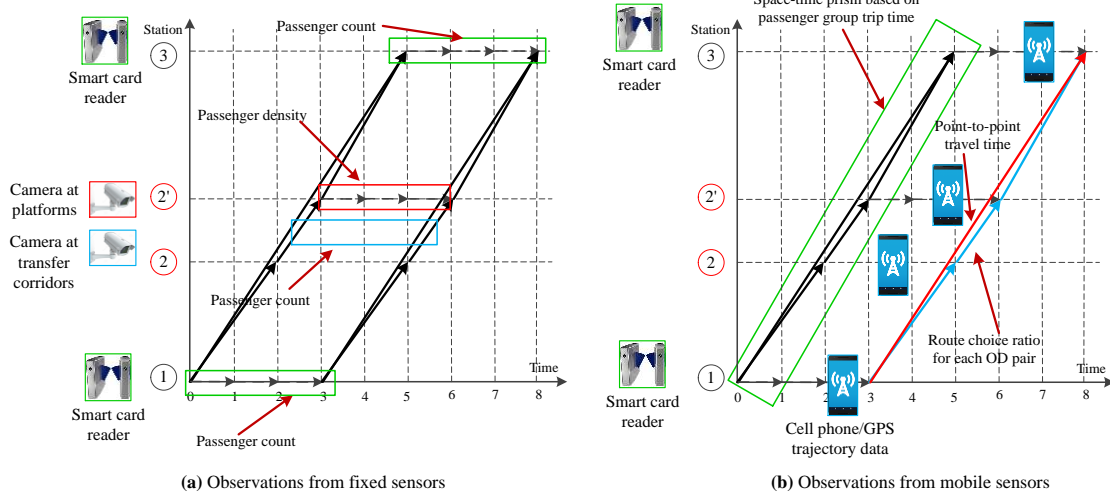 Station
Passenger count
3
Smart card
reader
Passenger density
Camera at
platforms
2'
Camera at
transfer
corridors
2
Passenger count
Smart card
reader
1
Time
0 1 2 3 4 5 6 7 8
Passenger count
(a) Observations from fixed sensors
Space-time prism based on
passenger group trip time
Station
3
Smart card
reader
Point-to-point
travel time
2'
2
Route choice ratio
for each OD pair
Smart card
reader
1
Time
0 1 2 3 4 5 6 7 8
Cell phone/GPS
trajectory data
(b) Observations from mobile sensors